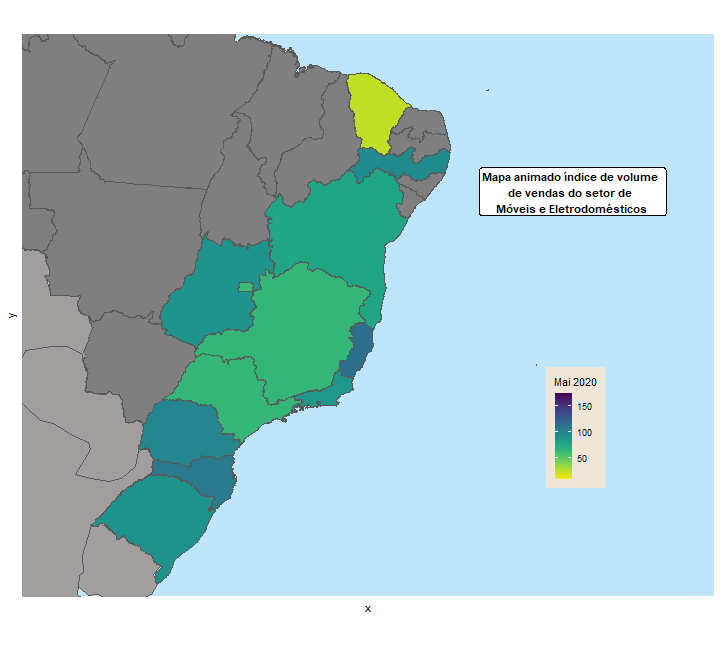 Mapa animado índice de volume
de vendas do setor de
Móveis e Eletrodomésticos
y
Mai 2020
150
100
50
x